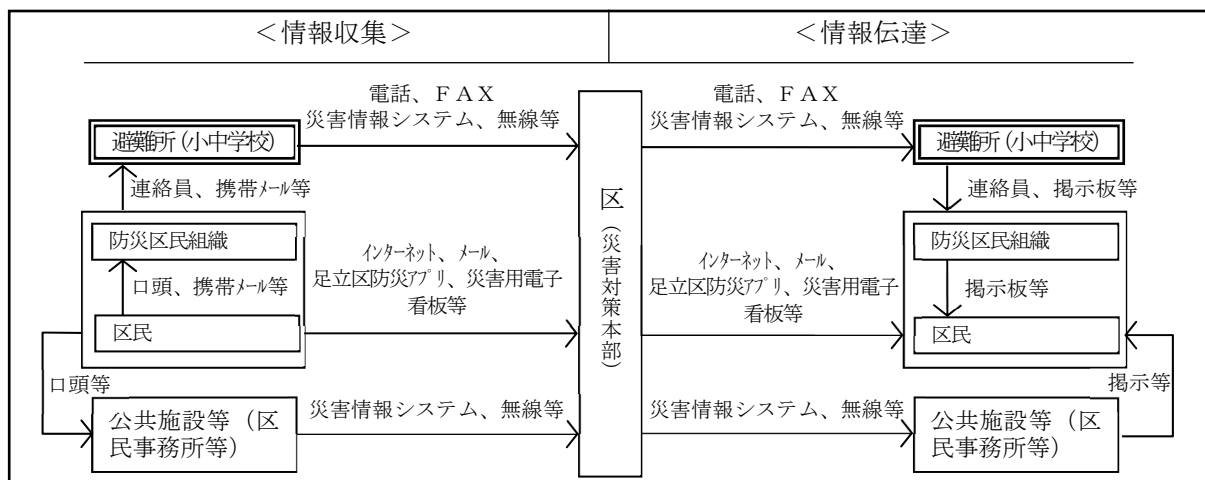 ＜情報収集＞
＜情報伝達＞
電話、ＦＡＸ
災害情報システム、無線等
避難所(小中学校)
連絡員、携帯ﾒｰﾙ等
防災区民組織
口頭、携帯ﾒｰﾙ等
区民
口頭等
公共施設等（区
民事務所等）
ｲﾝﾀｰﾈｯﾄ、ﾒｰﾙ、
足立区防災ｱﾌﾟﾘ、災害用電子
看板等
災害情報システム、無線等
区（災害対策本部）
電話、ＦＡＸ
災害情報システム、無線等
避難所(小中学校)
連絡員、掲示板等
防災区民組織
掲示板等
区民
掲示等
ｲﾝﾀｰﾈｯﾄ、ﾒｰﾙ、
足立区防災ｱﾌﾟﾘ、災害用電子
看板等
災害情報システム、無線等
公共施設等（区
民事務所等）